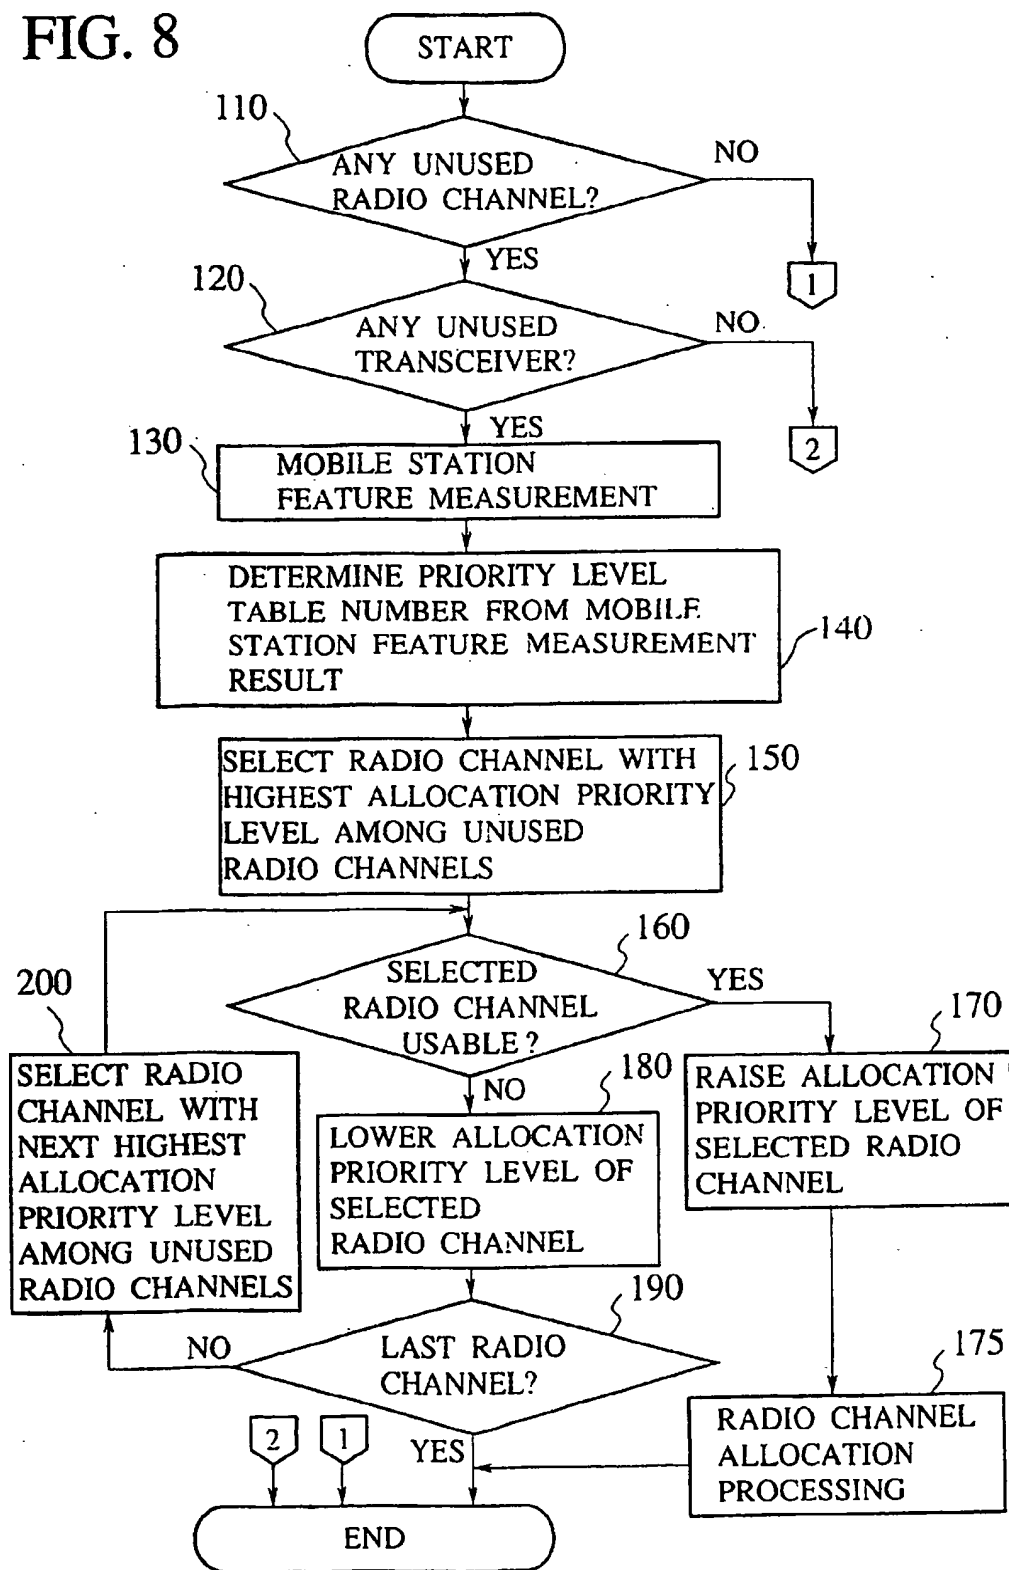 FIG. 8
START
110
ANY UNUSED
RADIO CHANNEL?
NO
1
YES
120
ANY UNUSED
TRANSCEIVER?
NO
2
YES
130
MOBILE STATION
FEATURE MEASUREMENT
DETERMINE PRIORITY LEVEL
TABLE NUMBER FROM MOBILE
STATION FEATURE MEASUREMENT
RESULT
140
SELECT RADIO CHANNEL WITH
HIGHEST ALLOCATION PRIORITY
LEVEL AMONG UNUSED
RADIO CHANNELS
150
160
SELECTED
RADIO CHANNEL
USABLE?
YES
NO
200
SELECT RADIO
CHANNEL WITH
NEXT HIGHEST
ALLOCATION
PRIORITY LEVEL
AMONG UNUSED
RADIO CHANNELS
180
LOWER ALLOCATION
PRIORITY LEVEL OF
SELECTED
RADIO CHANNEL
170
RAISE ALLOCATION
PRIORITY LEVEL OF
SELECTED RADIO
CHANNEL
190
LAST RADIO
CHANNEL?
NO
YES
175
RADIO CHANNEL
ALLOCATION
PROCESSING
2
1
END